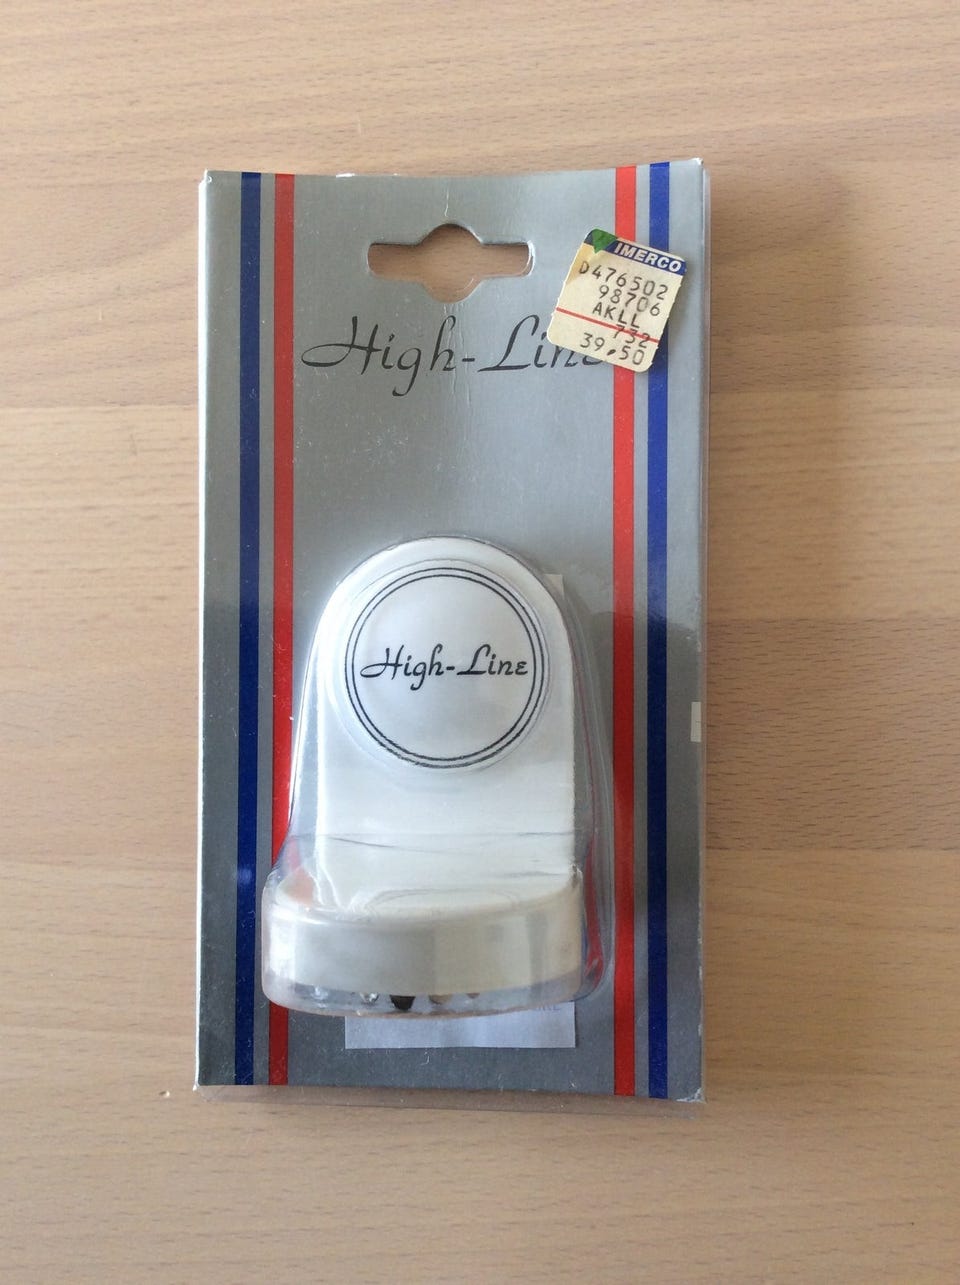 IMERCO
D476502
98706
AKLL
732
39.50
High-Line
High-Line